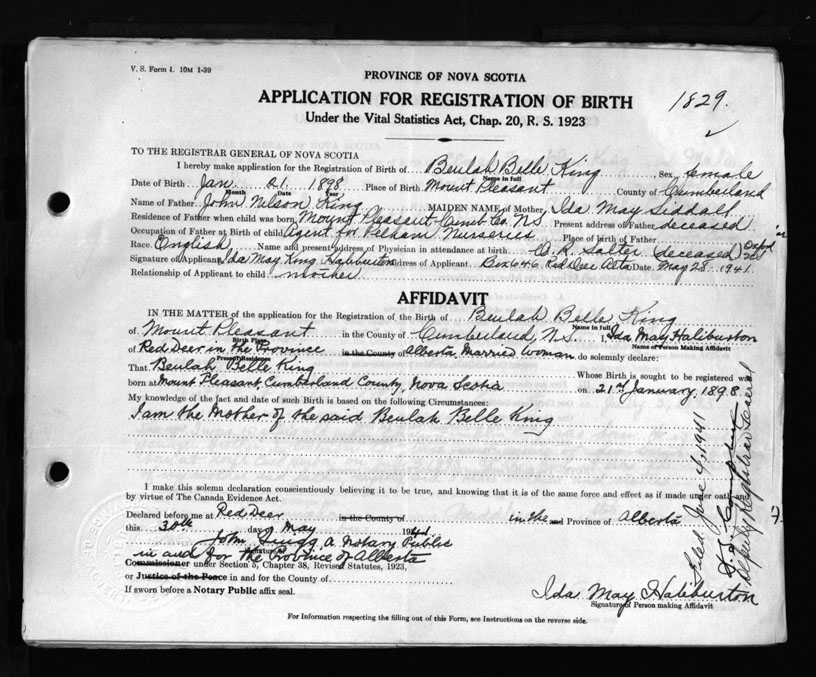 V. S. Form 1. 10M 1-39
PROVINCE OF NOVA SCOTIA
APPLICATION FOR REGISTRATION OF BIRTH
1829.
Under the Vital Statistics Act, Chap. 20, R. S. 1923
TO THE REGISTRAR GENERAL OF NOVA SCOTIA
I hereby make application for the Registration of Birth of Beulah Belle King Sex female
Name in full
Date of Birth Jan 21 1898 Place of Birth Mount Pleasant County of Cumberland
Month Date Year
Name of Father John Nelson King MAIDEN NAME of Mother Ida May Siddall
Residence of Father when child was born Mount Pleasant Cumb Co. N.S. Present address of Father deceased
Occupation of Father at Birth of child Agent for Pelham Nurseries Place of birth of Father
Race English Name and present address of Physician in attendance at birth Salter (deceased) Oxford
Signature of Applicant Ida May King Haliburton Address of Applicant Box 646 Red Deer Alta Date May 28 1941
Relationship of Applicant to child mother
AFFIDAVIT
IN THE MATTER of the application for Registration of the Birth of Beulah Belle King
Name in full
of Mount Pleasant in the County of Cumberland, N.S. I, Ida May Haliburton
Birth Place Name of Person Making Affidavit
of Red Deer in the Province in the County of Alberta, Married Woman do solemnly declare:
Present Residence
That Beulah Belle King Whose Birth is sought to be registered was
born at Mount Pleasant, Cumberland County, Nova Scotia on 21st January, 1898
My knowledge of the fact and date of such Birth is based on the following Circumstances:
I am the Mother of the said Beulah Belle King
I make this solemn declaration conscientiously believing it to be true, and knowing that it is of the same force and effect as if made under oath and
by virtue of The Canada Evidence Act.
Declared before me at Red Deer in the County of in the and Province of Alberta
this 30th day of May 1941
John Quigg a Notary Public
Signature of
in and for the Province of Alberta
Commissioner under Section 5, Chapter 38, Revised Statutes, 1923,
or Justice of the Peace in and for the County of
If sworn before a Notary Public affix seal.
Ida May Haliburton
Signature of Person making Affidavit
For Information respecting the filling out of this Form, see Instructions on the reverse side.
Filed June 4, 1941
Deputy Registrar General